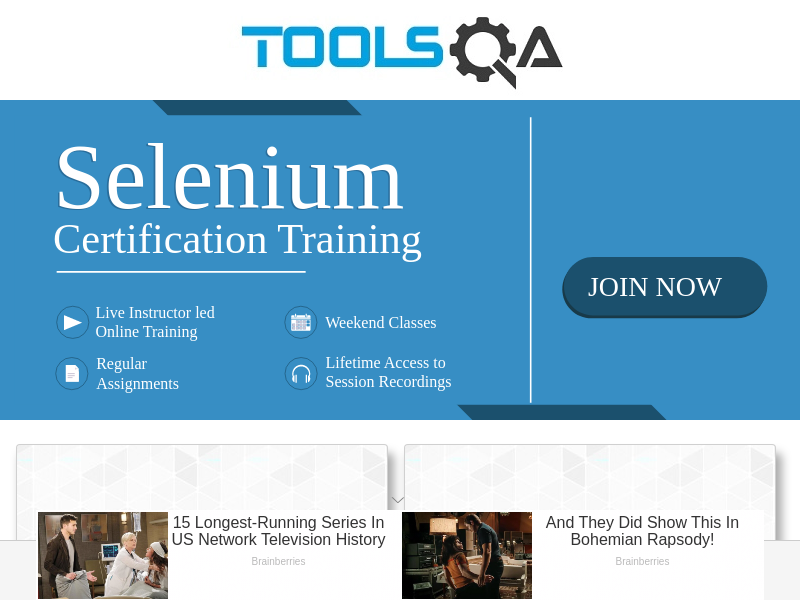 TOOLSQA
Selenium
Certification Training
Live Instructor led
Online Training
Weekend Classes
Regular
Assignments
Lifetime Access to
Session Recordings
JOIN NOW
15 Longest-Running Series In
US Network Television History
Brainberries
And They Did Show This In
Bohemian Rapsody!
Brainberries